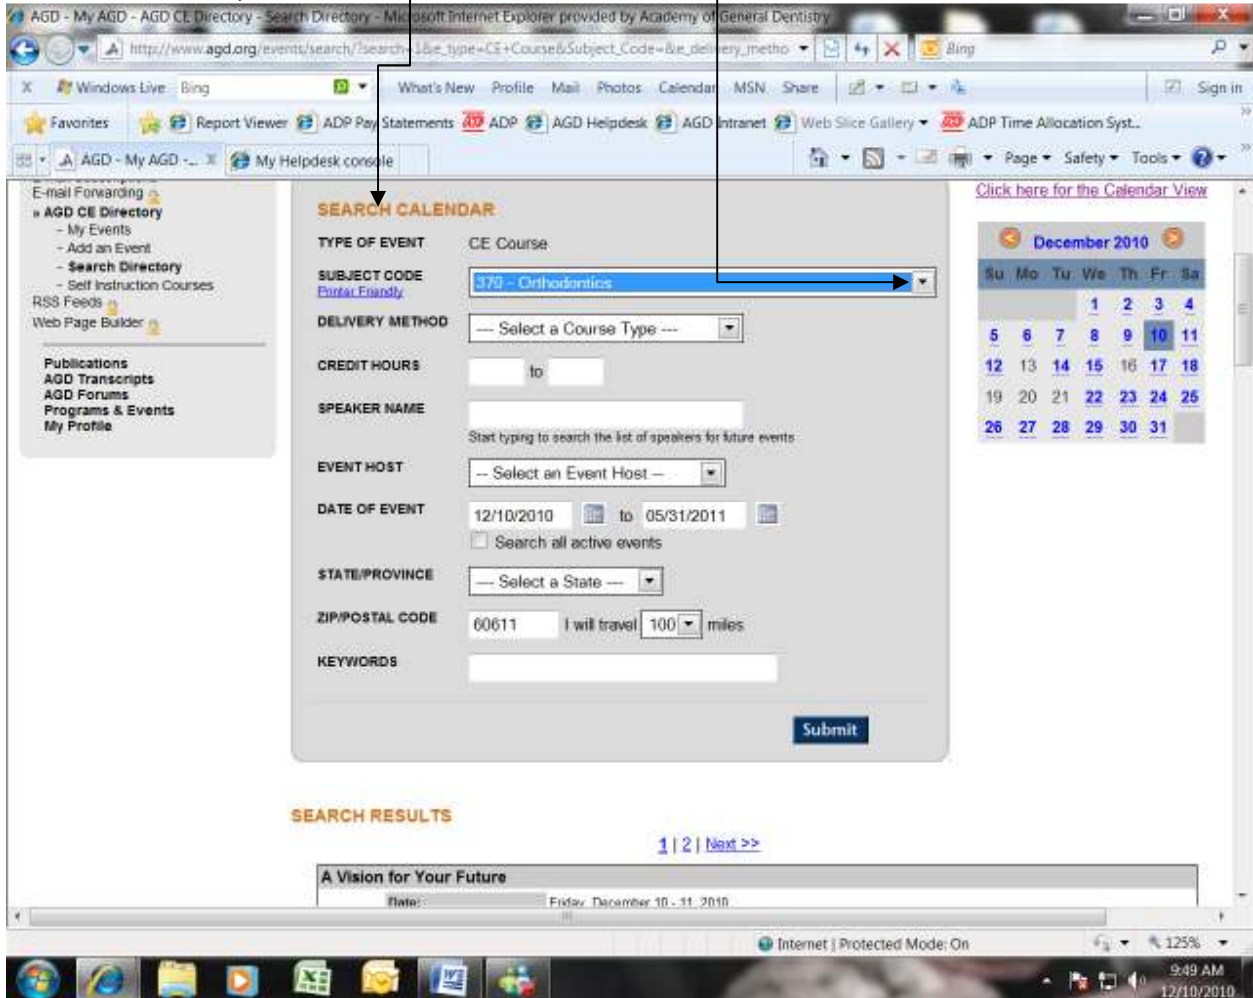 AGD - My AGD - AGD CE Directory - Search Directory - Microsoft Internet Explorer provided by Academy of General Dentistry
http://www.agd.org/events/search/?search=1&e_type=CE+Course&Subject_Code=&e_delivery_metho
Bing
X Windows Live Bing What's New Profile Mail Photos Calendar MSN Share Sign in
Favorites Report Viewer ADP Pay Statements ADP AGD Helpdesk AGD Intranet Web Slice Gallery ADP Time Allocation Syst...
AGD - My AGD -... X My Helpdesk console Page Safety Tools
E-mail Forwarding
» AGD CE Directory
- My Events
- Add an Event
- Search Directory
- Self Instruction Courses
RSS Feeds
Web Page Builder
Publications
AGD Transcripts
AGD Forums
Programs & Events
My Profile
SEARCH CALENDAR
TYPE OF EVENT CE Course
SUBJECT CODE 370 - Orthodontics
Printer Friendly
DELIVERY METHOD --- Select a Course Type ---
CREDIT HOURS to
SPEAKER NAME
Start typing to search the list of speakers for future events
EVENT HOST -- Select an Event Host --
DATE OF EVENT 12/10/2010 to 05/31/2011
Search all active events
STATE/PROVINCE --- Select a State ---
ZIP/POSTAL CODE 60611 I will travel 100 miles
KEYWORDS
Submit
Click here for the Calendar View
December 2010
Su Mo Tu We Th Fr Sa
1 2 3 4
5 6 7 8 9 10 11
12 13 14 15 16 17 18
19 20 21 22 23 24 25
26 27 28 29 30 31
SEARCH RESULTS
1 | 2 | Next >>
A Vision for Your Future
Date: Friday, December 10 - 11, 2010
Internet | Protected Mode: On 125%
9:49 AM
12/10/2010